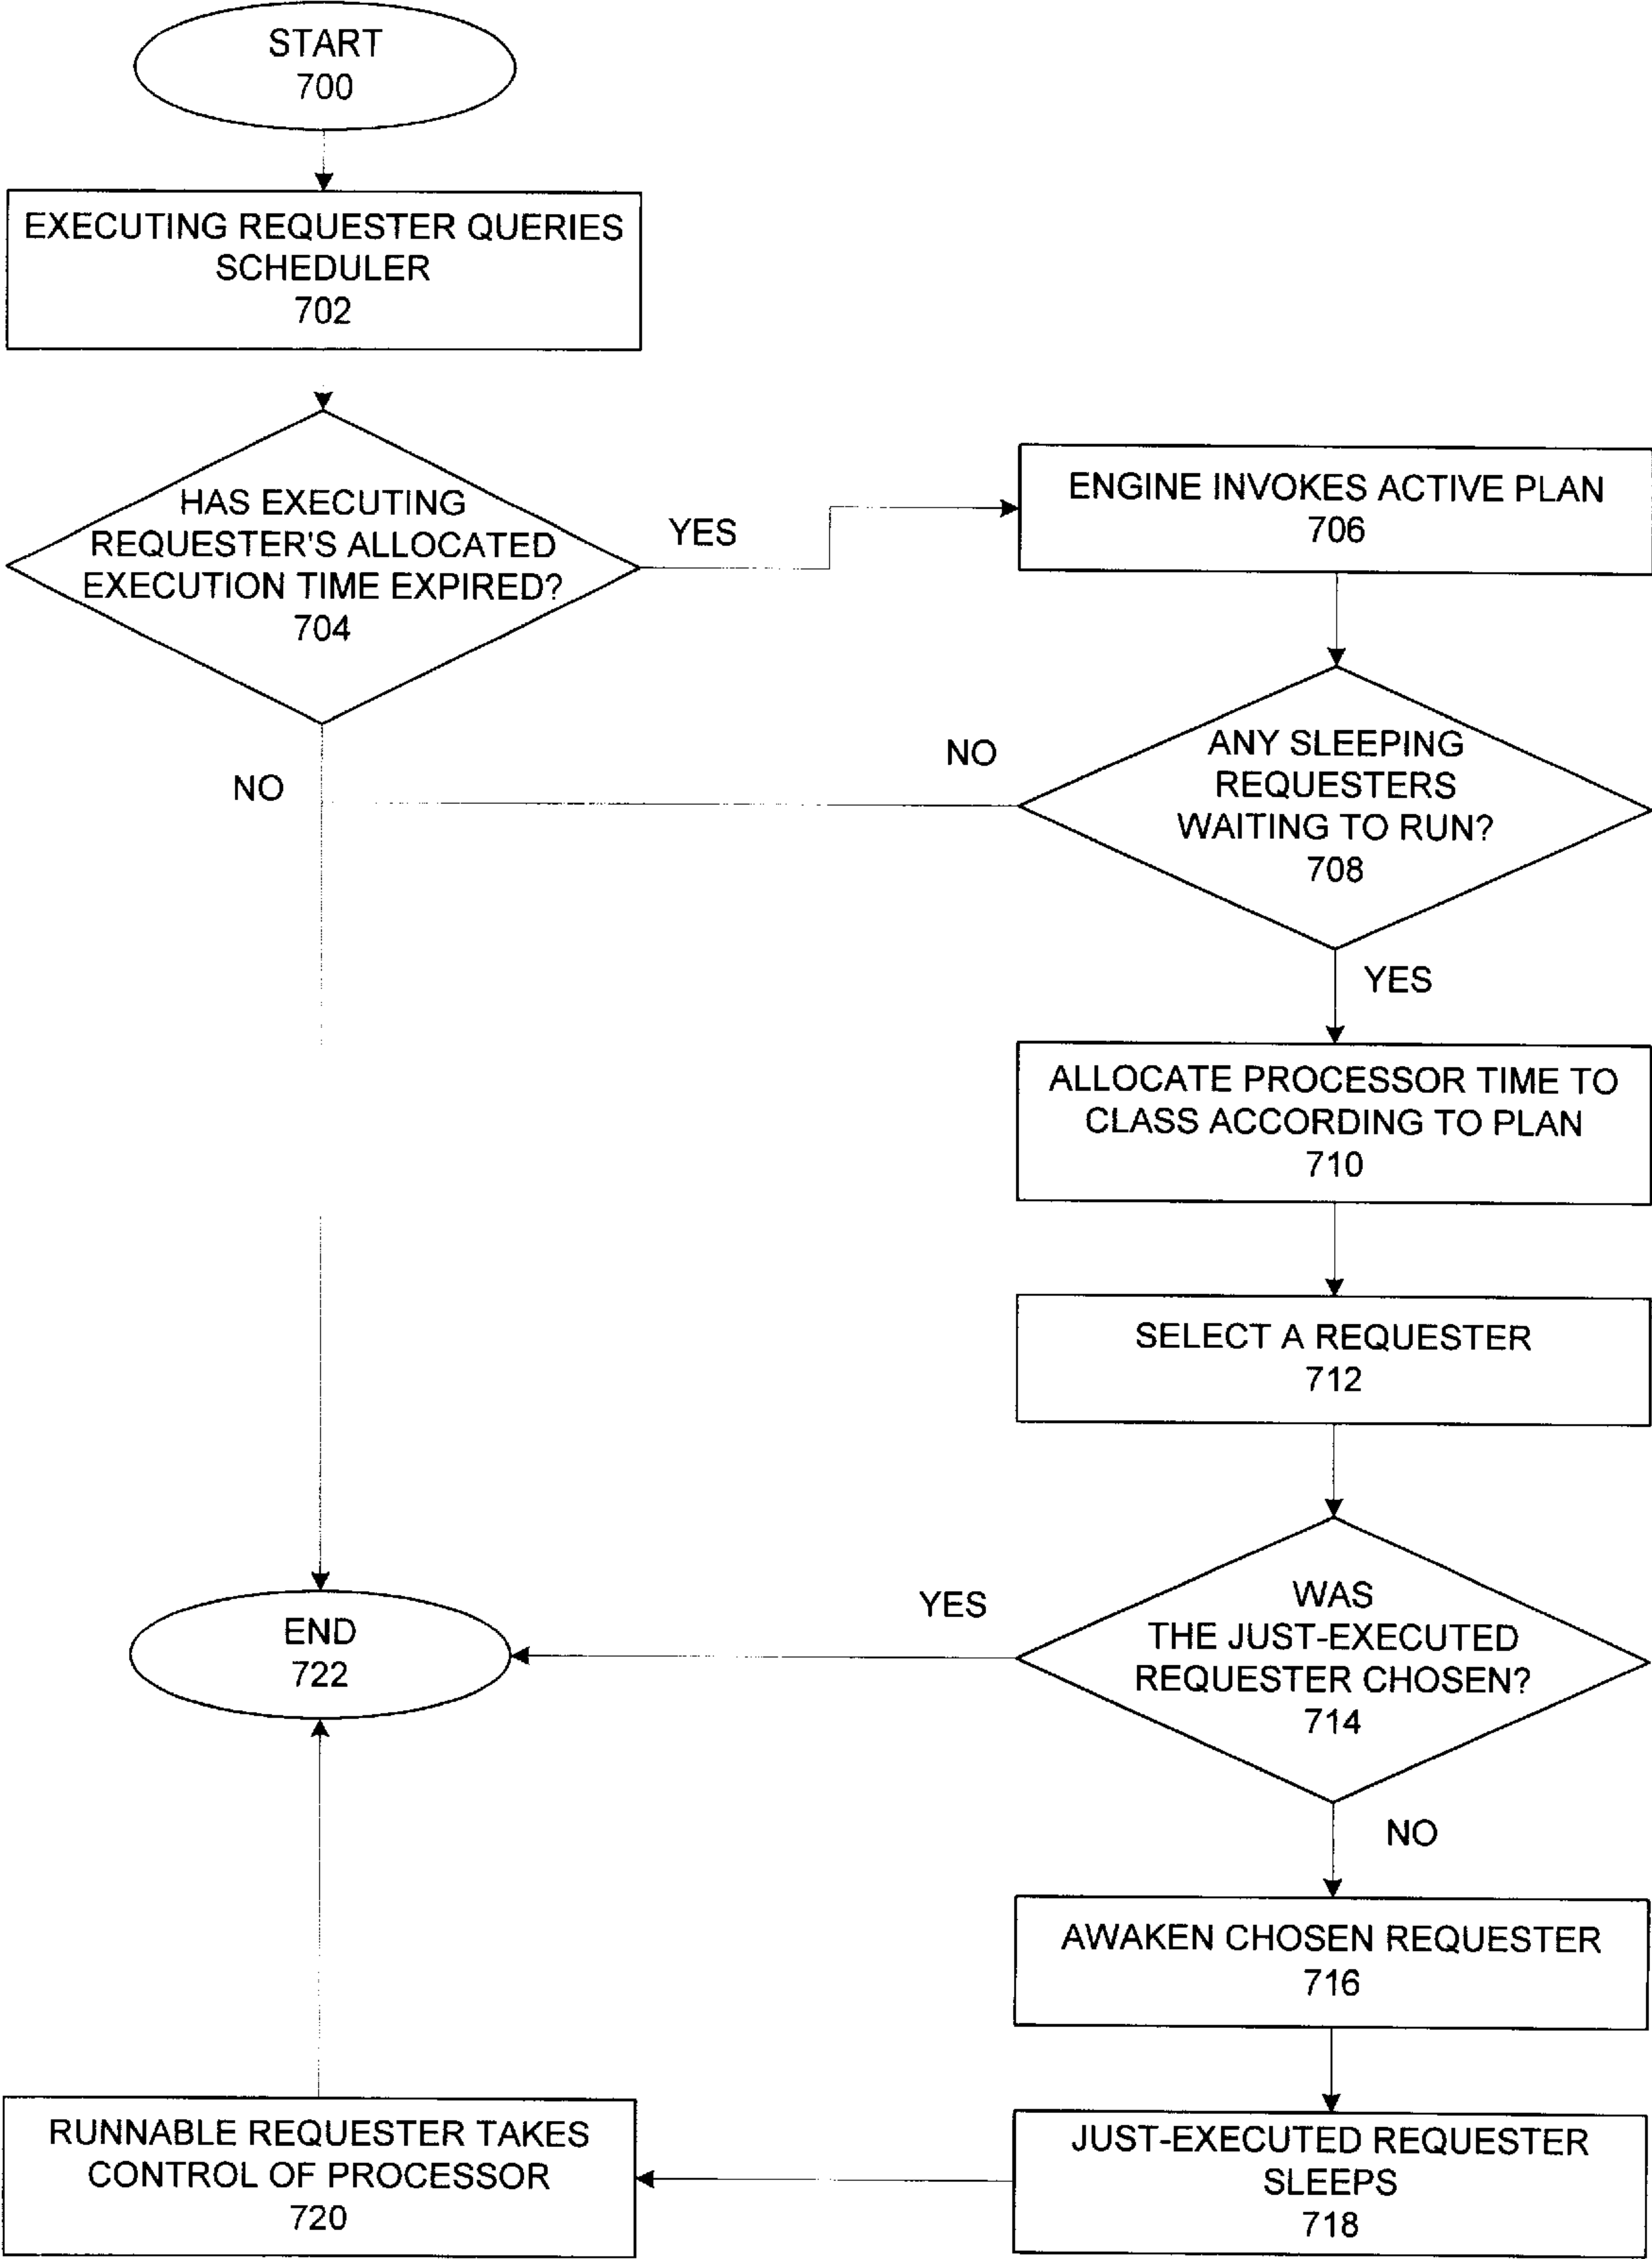 START
700
EXECUTING REQUESTER QUERIES
SCHEDULER
702
HAS EXECUTING
REQUESTER'S ALLOCATED
EXECUTION TIME EXPIRED?
704
YES
NO
ENGINE INVOKES ACTIVE PLAN
706
ANY SLEEPING
REQUESTERS
WAITING TO RUN?
708
NO
YES
ALLOCATE PROCESSOR TIME TO
CLASS ACCORDING TO PLAN
710
SELECT A REQUESTER
712
WAS
THE JUST-EXECUTED
REQUESTER CHOSEN?
714
YES
NO
END
722
AWAKEN CHOSEN REQUESTER
716
JUST-EXECUTED REQUESTER
SLEEPS
718
RUNNABLE REQUESTER TAKES
CONTROL OF PROCESSOR
720